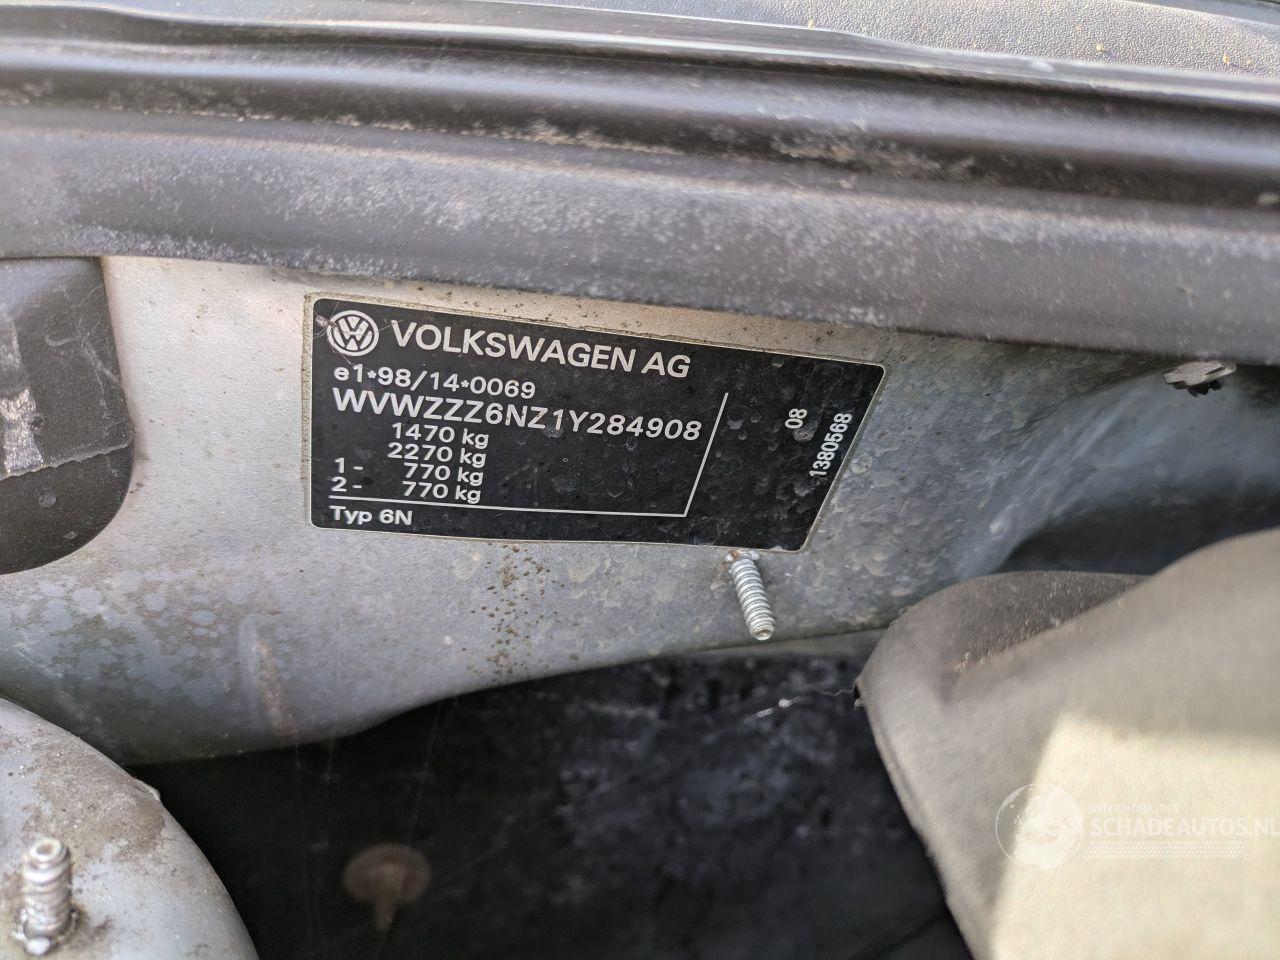 VOLKSWAGEN AG
e1*98/14*0069
WVWZZZ6NZ1Y284908
1470 kg
2270 kg
1- 770 kg
2- 770 kg
Typ 6N
08
1380568
INTERMOBILITAS
SCHADEAUTOS.NL